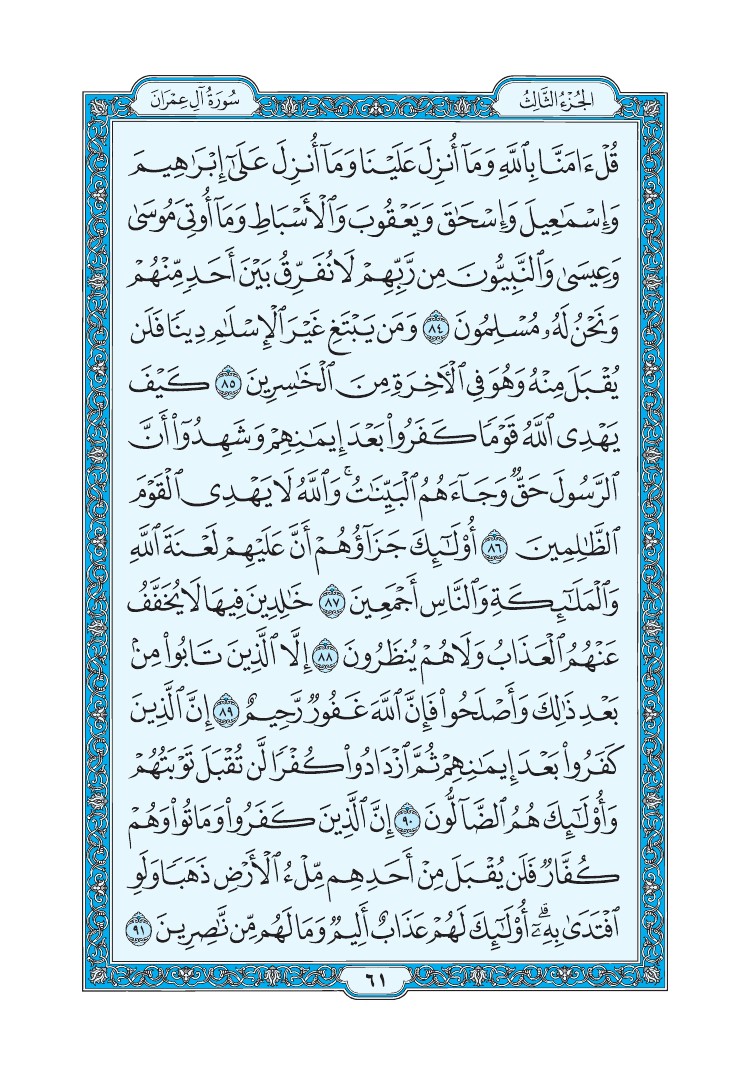 الجُزءُ الثَّالِثُ
سُورَةُ آلِ عِمۡرَانَ
قُلۡ ءَامَنَّا بِٱللَّهِ وَمَآ أُنزِلَ عَلَيۡنَا وَمَآ أُنزِلَ عَلَىٰٓ إِبۡرَٰهِيمَ
وَإِسۡمَٰعِيلَ وَإِسۡحَٰقَ وَيَعۡقُوبَ وَٱلۡأَسۡبَاطِ وَمَآ أُوتِيَ مُوسَىٰ
وَعِيسَىٰ وَٱلنَّبِيُّونَ مِن رَّبِّهِمۡ لَا نُفَرِّقُ بَيۡنَ أَحَدٖ مِّنۡهُمۡ
وَنَحۡنُ لَهُۥ مُسۡلِمُونَ ٨٤ وَمَن يَبۡتَغِ غَيۡرَ ٱلۡإِسۡلَٰمِ دِينٗا فَلَن
يُقۡبَلَ مِنۡهُ وَهُوَ فِي ٱلۡأٓخِرَةِ مِنَ ٱلۡخَٰسِرِينَ ٨٥ كَيۡفَ
يَهۡدِي ٱللَّهُ قَوۡمٗا كَفَرُواْ بَعۡدَ إِيمَٰنِهِمۡ وَشَهِدُوٓاْ أَنَّ
ٱلرَّسُولَ حَقّٞ وَجَآءَهُمُ ٱلۡبَيِّنَٰتُۚ وَٱللَّهُ لَا يَهۡدِي ٱلۡقَوۡمَ
ٱلظَّٰلِمِينَ ٨٦ أُوْلَٰٓئِكَ جَزَآؤُهُمۡ أَنَّ عَلَيۡهِمۡ لَعۡنَةَ ٱللَّهِ
وَٱلۡمَلَٰٓئِكَةِ وَٱلنَّاسِ أَجۡمَعِينَ ٨٧ خَٰلِدِينَ فِيهَا لَا يُخَفَّفُ
عَنۡهُمُ ٱلۡعَذَابُ وَلَا هُمۡ يُنظَرُونَ ٨٨ إِلَّا ٱلَّذِينَ تَابُواْ مِنۢ
بَعۡدِ ذَٰلِكَ وَأَصۡلَحُواْ فَإِنَّ ٱللَّهَ غَفُورٞ رَّحِيمٌ ٨٩ إِنَّ ٱلَّذِينَ
كَفَرُواْ بَعۡدَ إِيمَٰنِهِمۡ ثُمَّ ٱزۡدَادُواْ كُفۡرٗا لَّن تُقۡبَلَ تَوۡبَتُهُمۡ
وَأُوْلَٰٓئِكَ هُمُ ٱلضَّآلُّونَ ٩٠ إِنَّ ٱلَّذِينَ كَفَرُواْ وَمَاتُواْ وَهُمۡ
كُفَّارٞ فَلَن يُقۡبَلَ مِنۡ أَحَدِهِم مِّلۡءُ ٱلۡأَرۡضِ ذَهَبٗا وَلَوِ
ٱفۡتَدَىٰ بِهِۦٓۗ أُوْلَٰٓئِكَ لَهُمۡ عَذَابٌ أَلِيمٞ وَمَا لَهُم مِّن نَّٰصِرِينَ ٩١
٦١